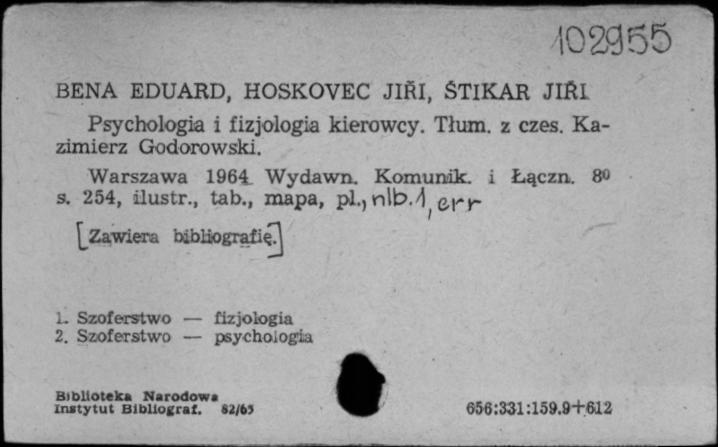 102955
BENA EDUARD, HOSKOVEC JIŘI, ŠTIKAR JIŘI
Psychologia i fizjologia kierowcy. Tłum. z czes. Ka-
zimierz Godorowski.
Warszawa 1964 Wydawn. Komunik. i Łączn. 8⁰
s. 254, ilustr., tab., mapa, pl., nlb. 1, err
[Zawiera bibliografię.]
1. Szoferstwo — fizjologia
2. Szoferstwo — psychologia
Biblioteka Narodowa
Instytut Bibliograf. 82/65 656:331:159.9+612